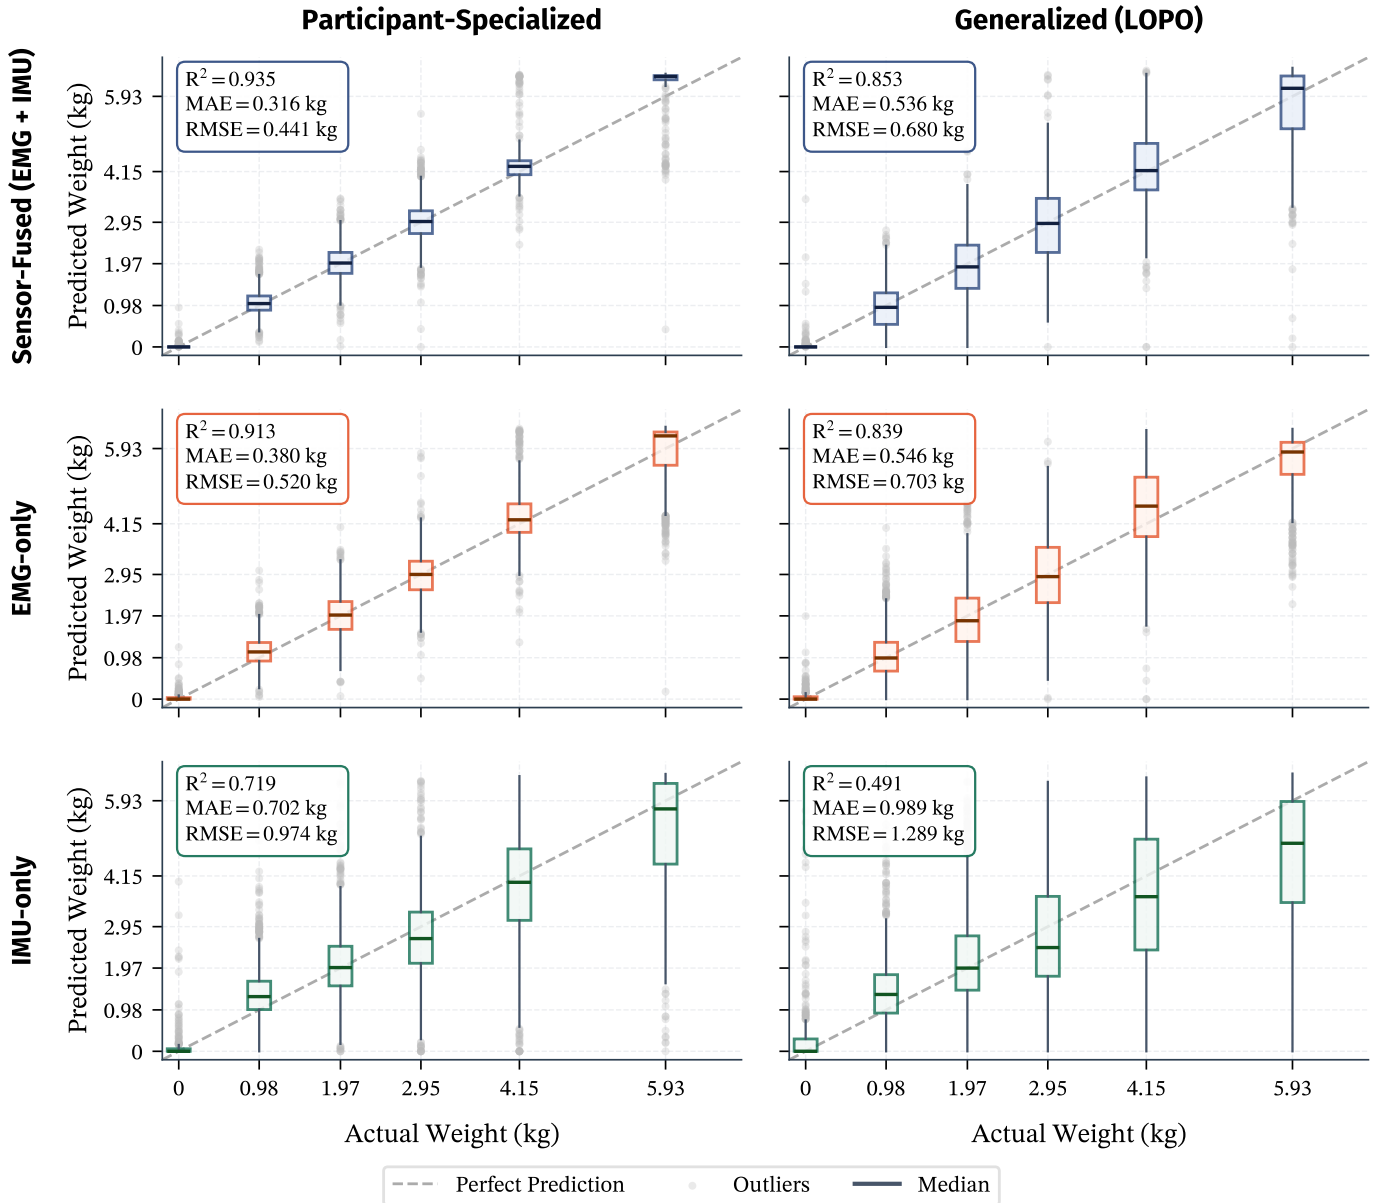 Participant-Specialized
Generalized (LOPO)
Sensor-Fused (EMG + IMU)
Predicted Weight (kg)
5.93
4.15
2.95
1.97
0.98
0
R² = 0.935
MAE = 0.316 kg
RMSE = 0.441 kg
R² = 0.853
MAE = 0.536 kg
RMSE = 0.680 kg
EMG-only
Predicted Weight (kg)
5.93
4.15
2.95
1.97
0.98
0
R² = 0.913
MAE = 0.380 kg
RMSE = 0.520 kg
R² = 0.839
MAE = 0.546 kg
RMSE = 0.703 kg
IMU-only
Predicted Weight (kg)
5.93
4.15
2.95
1.97
0.98
0
R² = 0.719
MAE = 0.702 kg
RMSE = 0.974 kg
R² = 0.491
MAE = 0.989 kg
RMSE = 1.289 kg
0 0.98 1.97 2.95 4.15 5.93
0 0.98 1.97 2.95 4.15 5.93
Actual Weight (kg)
Actual Weight (kg)
Perfect Prediction Outliers Median